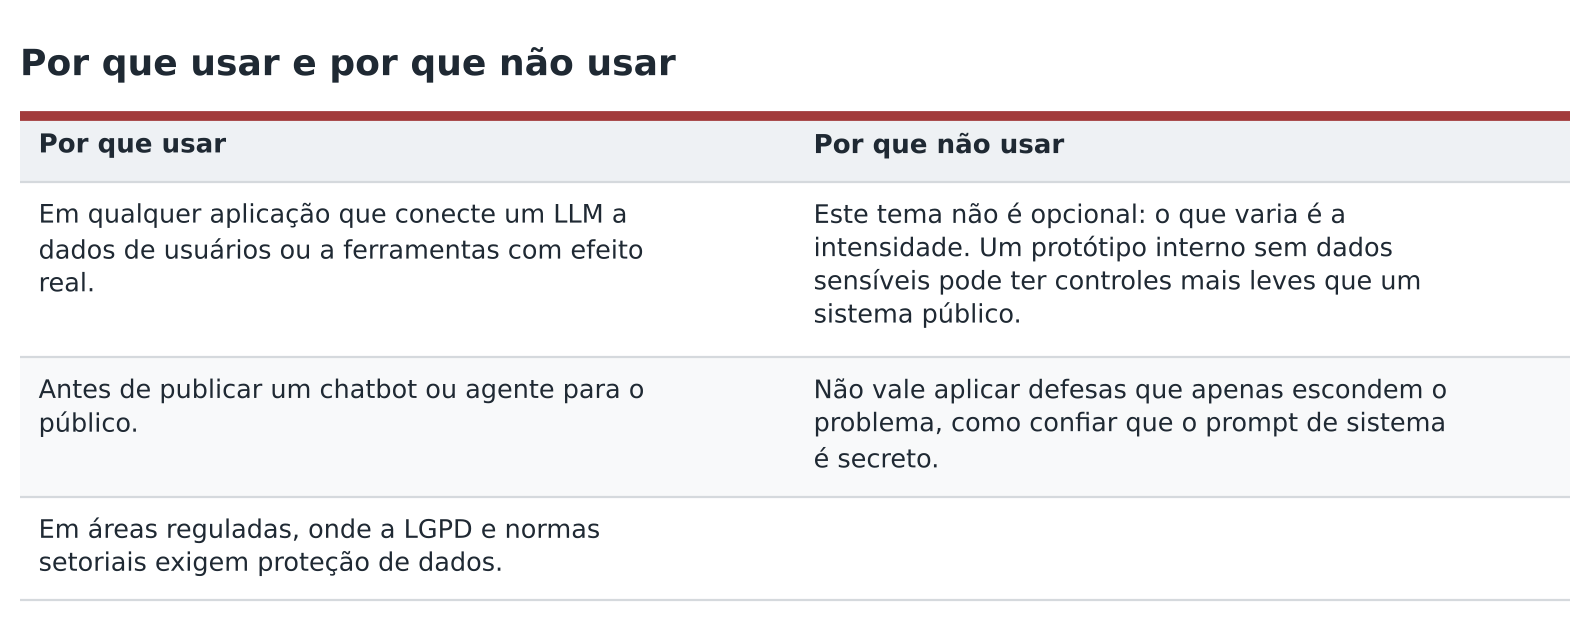 Por que usar e por que não usar
Por que usar
Por que não usar
Em qualquer aplicação que conecte um LLM a
dados de usuários ou a ferramentas com efeito
real.
Este tema não é opcional: o que varia é a
intensidade. Um protótipo interno sem dados
sensíveis pode ter controles mais leves que um
sistema público.
Antes de publicar um chatbot ou agente para o
público.
Não vale aplicar defesas que apenas escondem o
problema, como confiar que o prompt de sistema
é secreto.
Em áreas reguladas, onde a LGPD e normas
setoriais exigem proteção de dados.